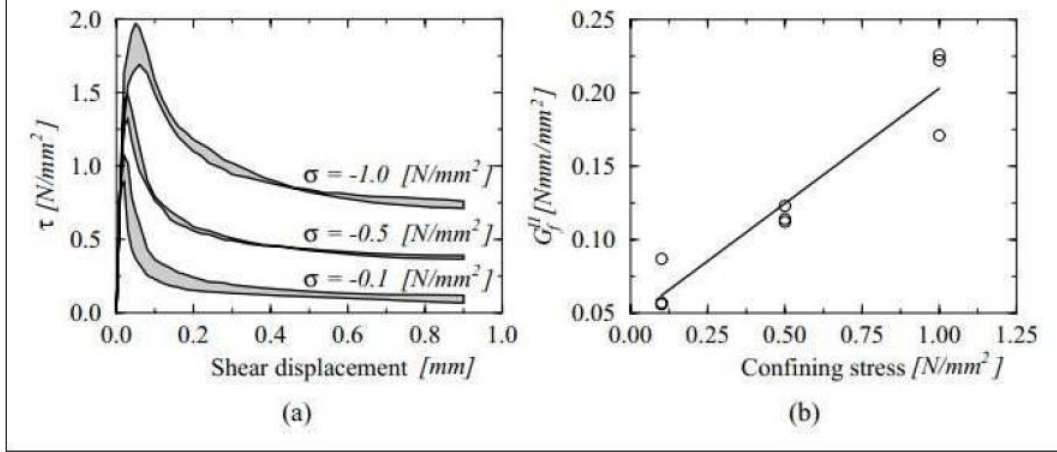 τ [N/mm²]
2.0
1.5
1.0
0.5
0.0
σ = -1.0 [N/mm²]
σ = -0.5 [N/mm²]
σ = -0.1 [N/mm²]
0.0 0.2 0.4 0.6 0.8 1.0
Shear displacement [mm]
(a)
G_f^II [Nmm/mm²]
0.25
0.20
0.15
0.10
0.05
0.00 0.25 0.50 0.75 1.00 1.25
Confining stress [N/mm²]
(b)